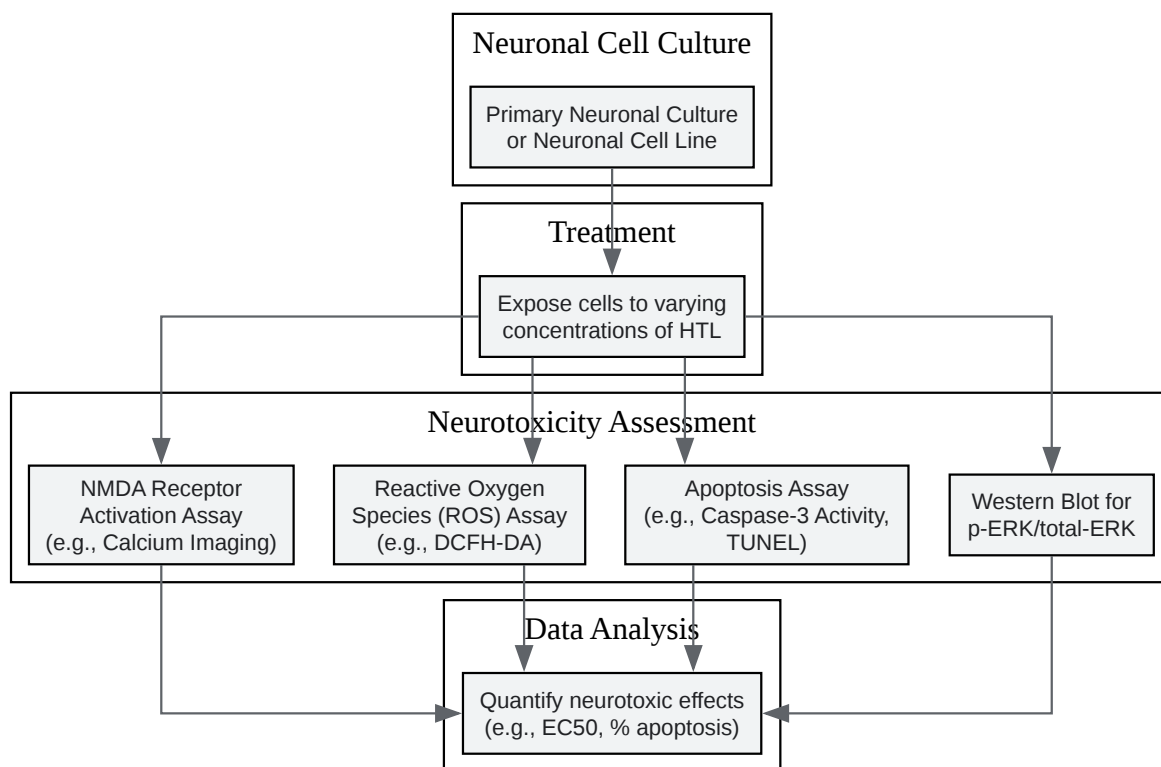 Neuronal Cell Culture
Primary Neuronal Culture
or Neuronal Cell Line
Treatment
Expose cells to varying
concentrations of HTL
Neurotoxicity Assessment
NMDA Receptor
Activation Assay
(e.g., Calcium Imaging)
Reactive Oxygen
Species (ROS) Assay
(e.g., DCFH-DA)
Apoptosis Assay
(e.g., Caspase-3 Activity,
TUNEL)
Western Blot for
p-ERK/total-ERK
Data Analysis
Quantify neurotoxic effects
(e.g., EC50, % apoptosis)